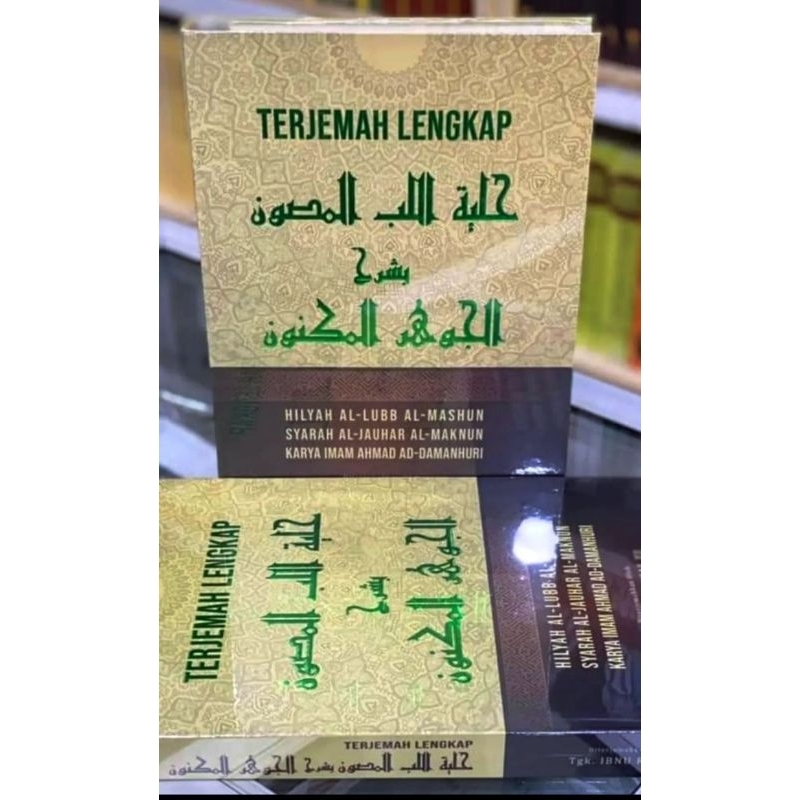 TERJEMAH LENGKAP
حلية اللب المصون
بشرح
الجوهر المكنون
HILYAH AL-LUBB AL-MASHUN
SYARAH AL-JAUHAR AL-MAKNUN
KARYA IMAM AHMAD AD-DAMANHURI
TERJEMAH LENGKAP
حلية اللب المصون
بشرح
الجوهر المكنون
HILYAH AL-LUBB
SYARAH AL-JAUHAR AL-MAKNUN
KARYA IMAM AHMAD AD-DAMANHURI
TERJEMAH LENGKAP
حلية اللب المصون بشرح الجوهر المكنون
Tgk. IBNU